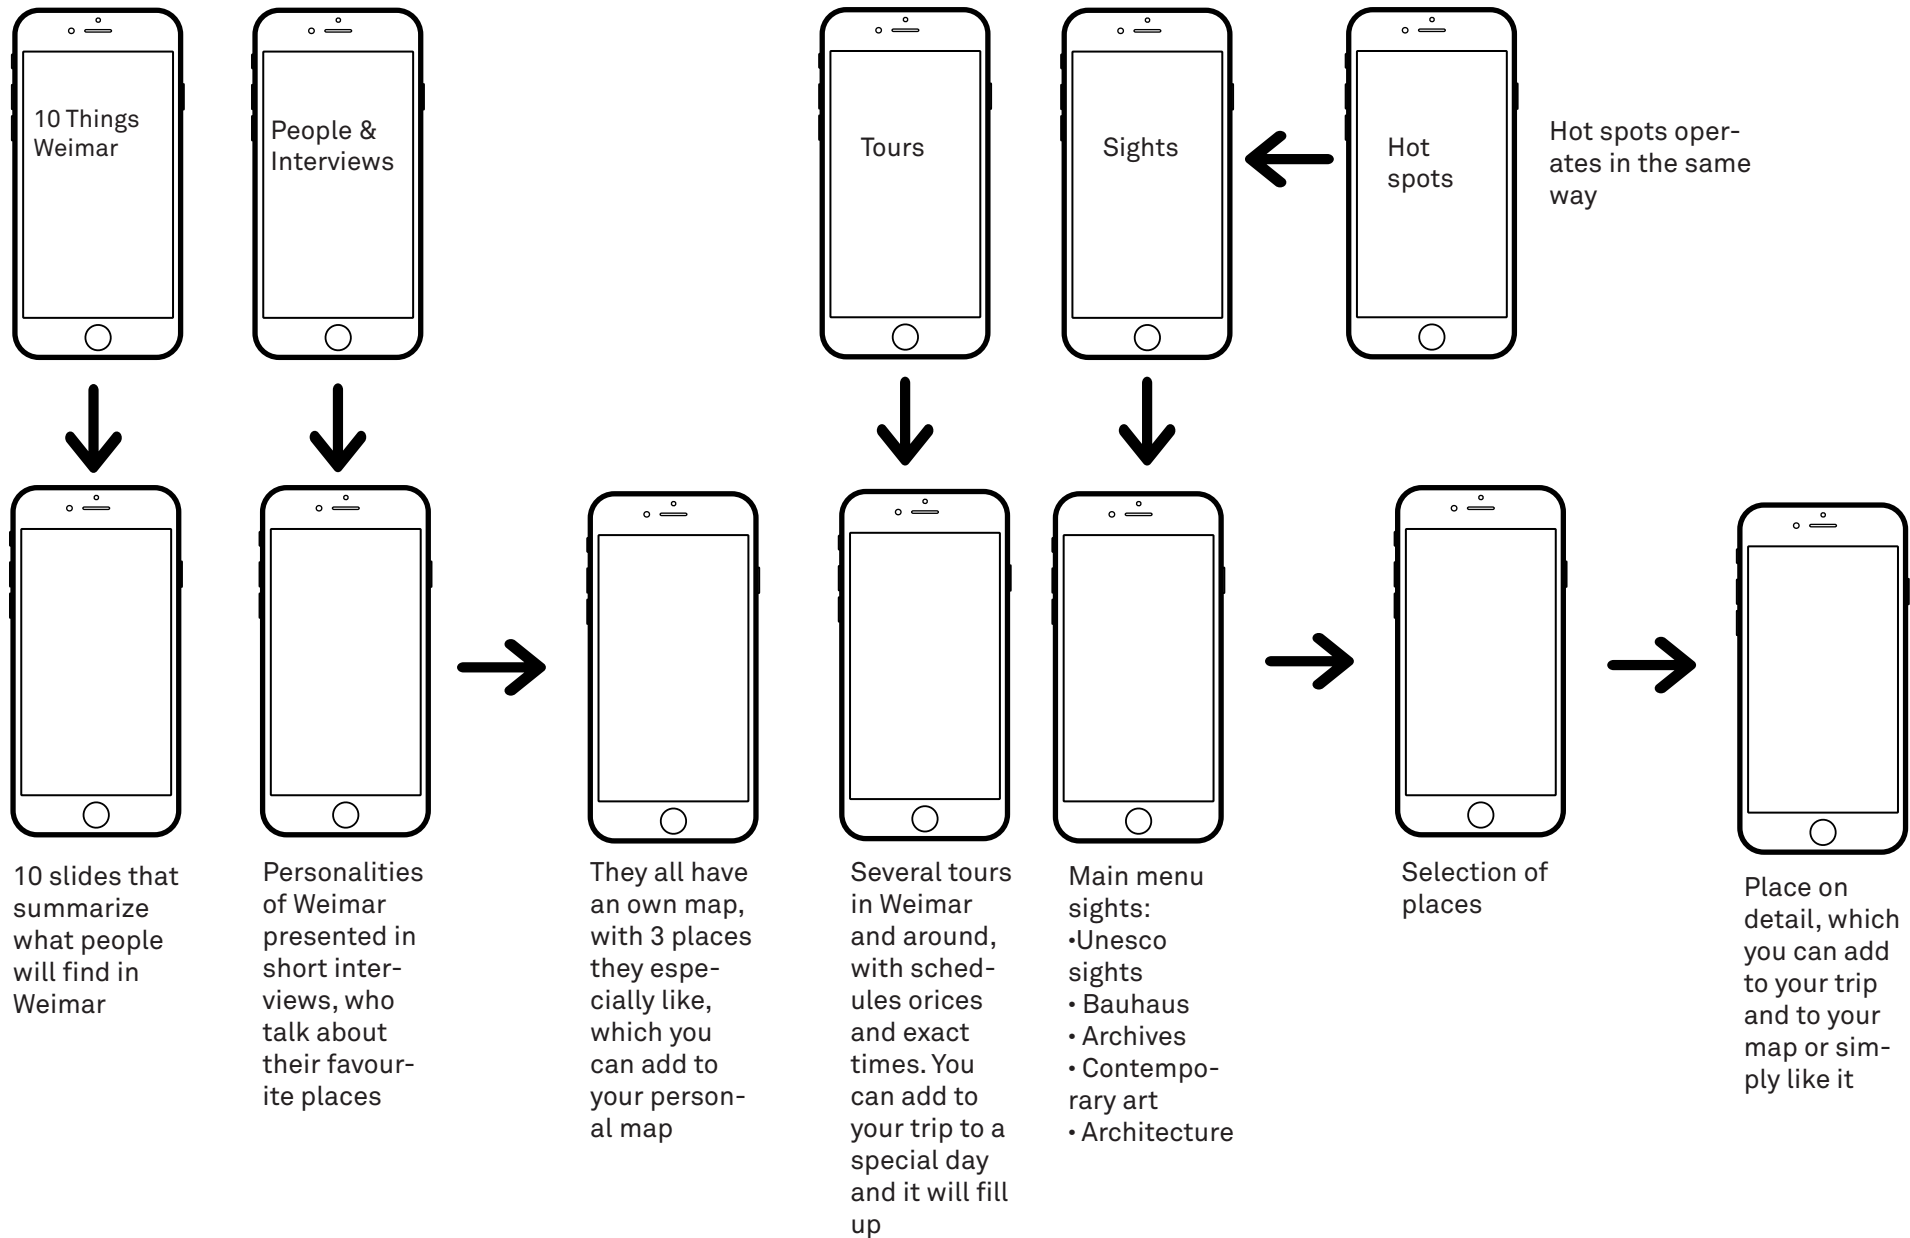 10 Things
Weimar
People &
Interviews
Tours
Sights
Hot
spots
Hot spots oper-
ates in the same
way
10 slides that
summarize
what people
will find in
Weimar
Personalities
of Weimar
presented in
short inter-
views, who
talk about
their favour-
ite places
They all have
an own map,
with 3 places
they espe-
cially like,
which you
can add to
your person-
al map
Several tours
in Weimar
and around,
with sched-
ules orices
and exact
times. You
can add to
your trip to a
special day
and it will fill
up
Main menu
sights:
•Unesco
sights
• Bauhaus
• Archives
• Contempo-
rary art
• Architecture
Selection of
places
Place on
detail, which
you can add
to your trip
and to your
map or sim-
ply like it